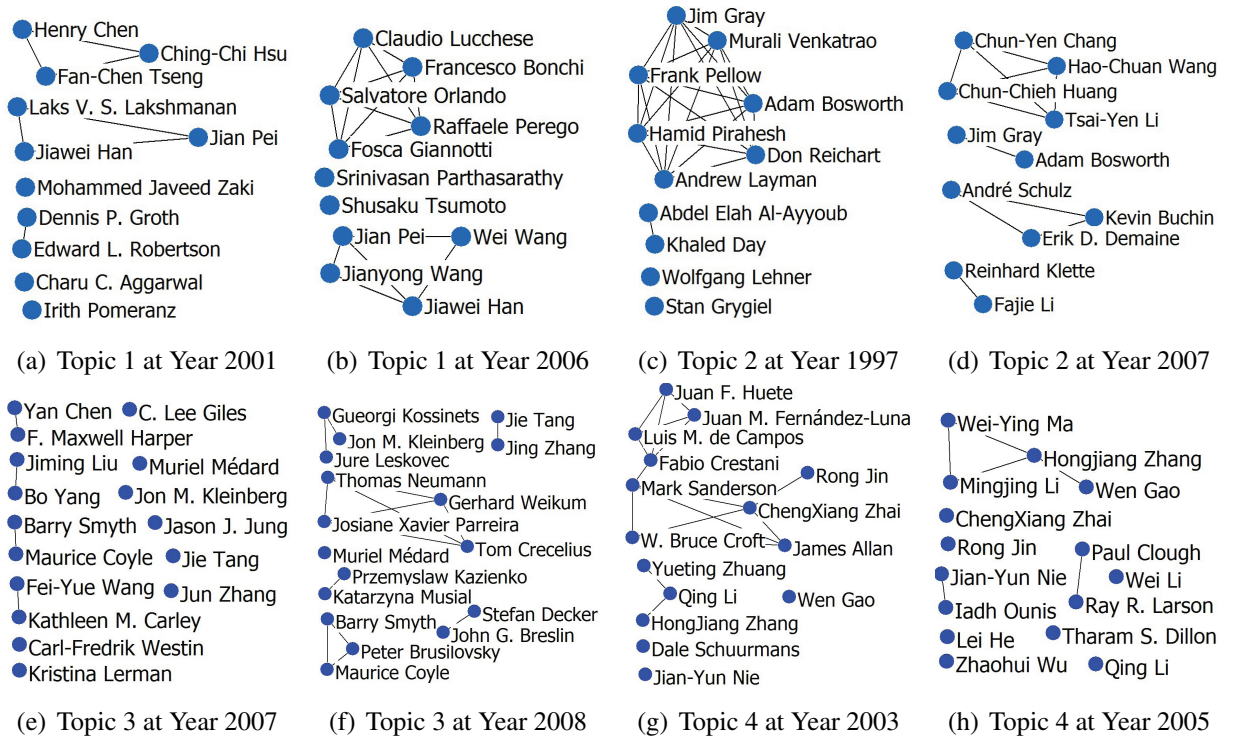 Henry Chen
Ching-Chi Hsu
Fan-Chen Tseng
Laks V. S. Lakshmanan
Jian Pei
Jiawei Han
Mohammed Javeed Zaki
Dennis P. Groth
Edward L. Robertson
Charu C. Aggarwal
Irith Pomeranz
(a) Topic 1 at Year 2001
Claudio Lucchese
Francesco Bonchi
Salvatore Orlando
Raffaele Perego
Fosca Giannotti
Srinivasan Parthasarathy
Shusaku Tsumoto
Jian Pei
Wei Wang
Jianyong Wang
Jiawei Han
(b) Topic 1 at Year 2006
Jim Gray
Murali Venkatrao
Frank Pellow
Adam Bosworth
Hamid Pirahesh
Don Reichart
Andrew Layman
Abdel Elah Al-Ayyoub
Khaled Day
Wolfgang Lehner
Stan Grygiel
(c) Topic 2 at Year 1997
Chun-Yen Chang
Hao-Chuan Wang
Chun-Chieh Huang
Tsai-Yen Li
Jim Gray
Adam Bosworth
André Schulz
Kevin Buchin
Erik D. Demaine
Reinhard Klette
Fajie Li
(d) Topic 2 at Year 2007
Yan Chen
C. Lee Giles
F. Maxwell Harper
Jiming Liu
Muriel Médard
Bo Yang
Jon M. Kleinberg
Barry Smyth
Jason J. Jung
Maurice Coyle
Jie Tang
Fei-Yue Wang
Jun Zhang
Kathleen M. Carley
Carl-Fredrik Westin
Kristina Lerman
(e) Topic 3 at Year 2007
Gueorgi Kossinets
Jie Tang
Jon M. Kleinberg
Jing Zhang
Jure Leskovec
Thomas Neumann
Gerhard Weikum
Josiane Xavier Parreira
Tom Crecelius
Muriel Médard
Przemyslaw Kazienko
Katarzyna Musial
Stefan Decker
Barry Smyth
John G. Breslin
Peter Brusilovsky
Maurice Coyle
(f) Topic 3 at Year 2008
Juan F. Huete
Juan M. Fernández-Luna
Luis M. de Campos
Fabio Crestani
Rong Jin
Mark Sanderson
ChengXiang Zhai
W. Bruce Croft
James Allan
Yueting Zhuang
Qing Li
Wen Gao
HongJiang Zhang
Dale Schuurmans
Jian-Yun Nie
(g) Topic 4 at Year 2003
Wei-Ying Ma
Hongjiang Zhang
Mingjing Li
Wen Gao
ChengXiang Zhai
Rong Jin
Paul Clough
Jian-Yun Nie
Wei Li
Iadh Ounis
Ray R. Larson
Lei He
Tharam S. Dillon
Zhaohui Wu
Qing Li
(h) Topic 4 at Year 2005